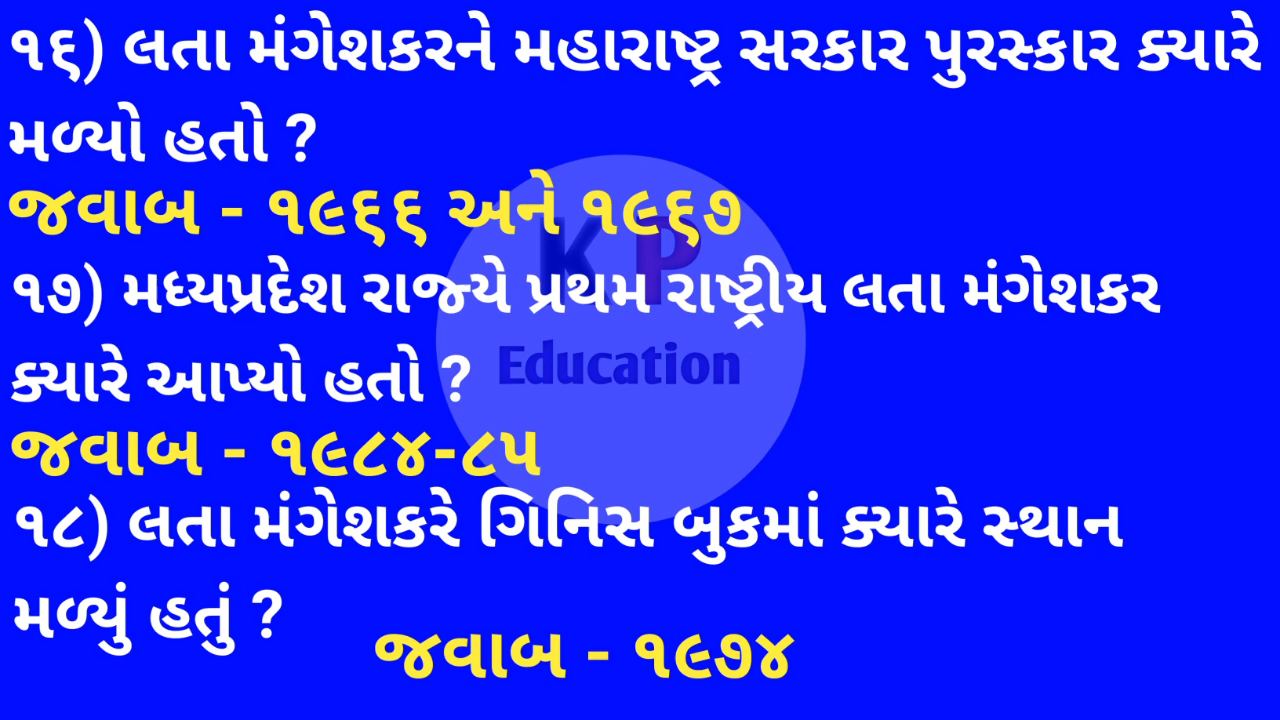 ૧૬) લતા મંગેશકરને મહારાષ્ટ્ર સરકાર પુરસ્કાર ક્યારે
મળ્યો હતો ?
જવાબ - ૧૯૬૬ અને ૧૯૬૭
૧૭) મધ્યપ્રદેશ રાજ્યે પ્રથમ રાષ્ટ્રીય લતા મંગેશકર
ક્યારે આપ્યો હતો ?
જવાબ - ૧૯૮૪-૮૫
૧૮) લતા મંગેશકરે ગિનિસ બુકમાં ક્યારે સ્થાન
મળ્યું હતું ?
જવાબ - ૧૯૭૪
K P
Education